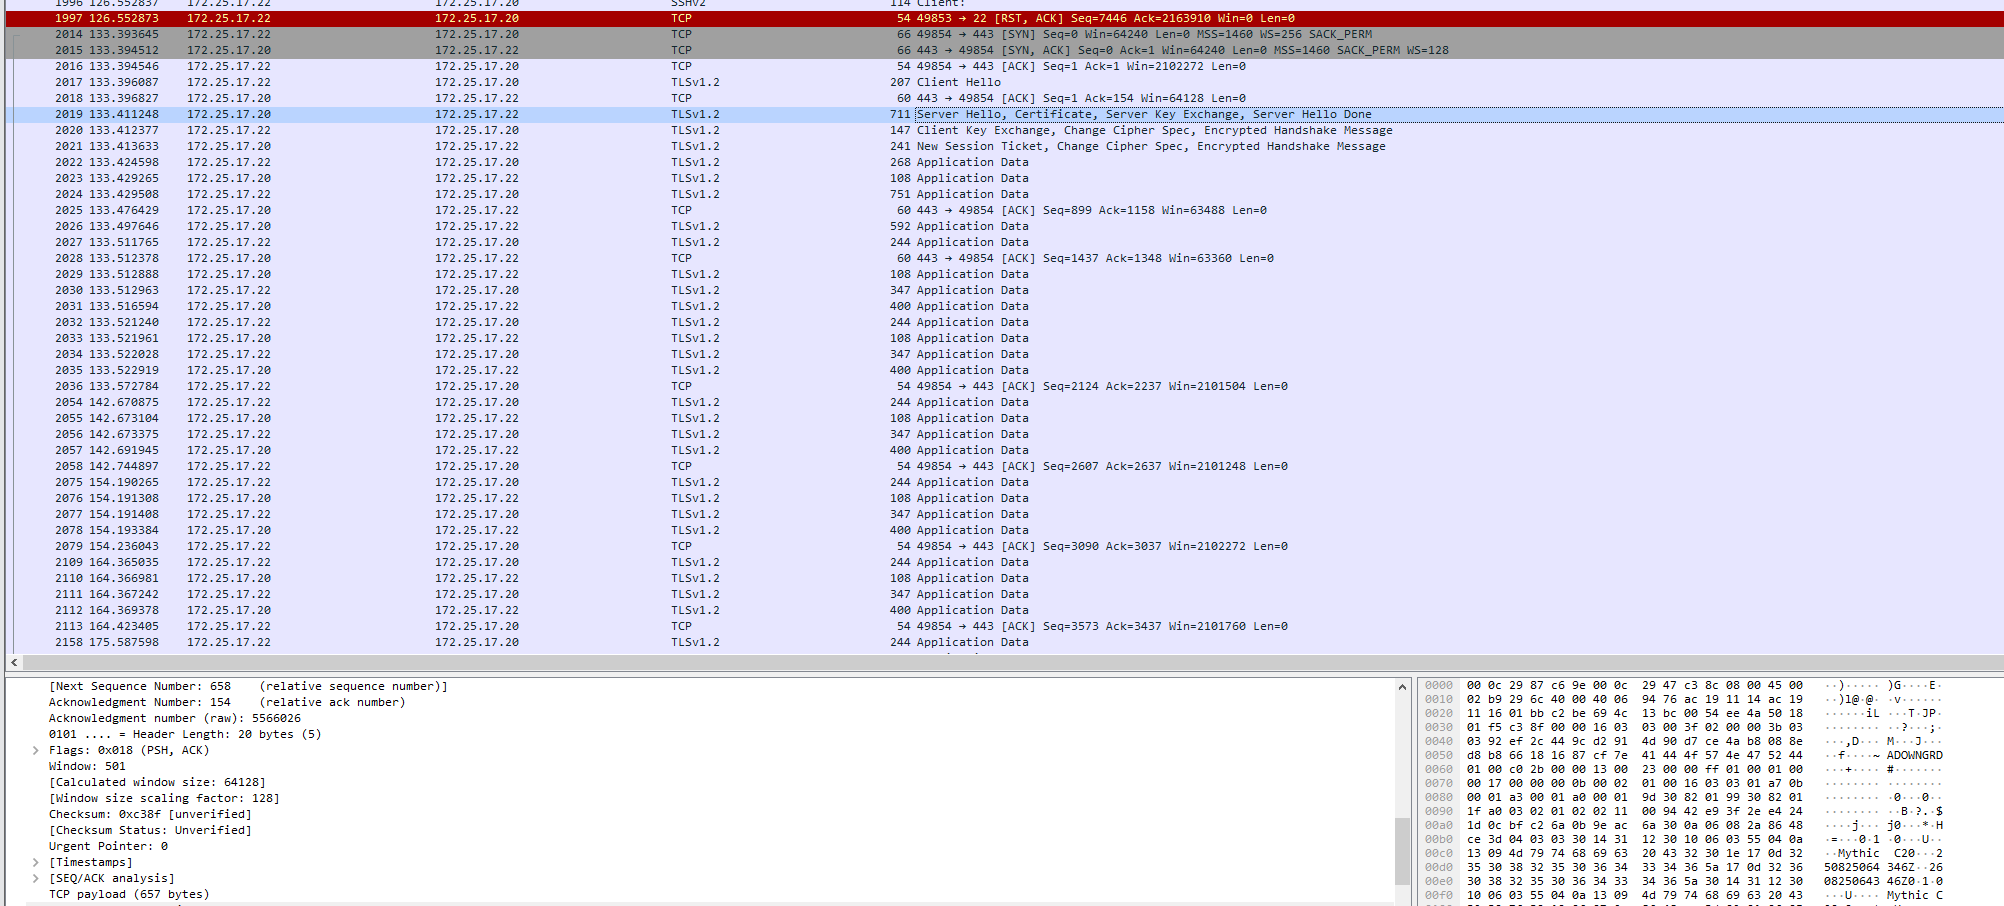 1996 126.552837 172.25.17.22 172.25.17.20 SSHv2 114 Client:
1997 126.552873 172.25.17.22 172.25.17.20 TCP 54 49853 → 22 [RST, ACK] Seq=7446 Ack=2163910 Win=0 Len=0
2014 133.393645 172.25.17.22 172.25.17.20 TCP 66 49854 → 443 [SYN] Seq=0 Win=64240 Len=0 MSS=1460 WS=256 SACK_PERM
2015 133.394512 172.25.17.20 172.25.17.22 TCP 66 443 → 49854 [SYN, ACK] Seq=0 Ack=1 Win=64240 Len=0 MSS=1460 SACK_PERM WS=128
2016 133.394546 172.25.17.22 172.25.17.20 TCP 54 49854 → 443 [ACK] Seq=1 Ack=1 Win=2102272 Len=0
2017 133.396087 172.25.17.22 172.25.17.20 TLSv1.2 207 Client Hello
2018 133.396827 172.25.17.20 172.25.17.22 TCP 60 443 → 49854 [ACK] Seq=1 Ack=154 Win=64128 Len=0
2019 133.411248 172.25.17.20 172.25.17.22 TLSv1.2 711 Server Hello, Certificate, Server Key Exchange, Server Hello Done
2020 133.412377 172.25.17.22 172.25.17.20 TLSv1.2 147 Client Key Exchange, Change Cipher Spec, Encrypted Handshake Message
2021 133.413633 172.25.17.20 172.25.17.22 TLSv1.2 241 New Session Ticket, Change Cipher Spec, Encrypted Handshake Message
2022 133.424598 172.25.17.22 172.25.17.20 TLSv1.2 268 Application Data
2023 133.429265 172.25.17.20 172.25.17.22 TLSv1.2 108 Application Data
2024 133.429508 172.25.17.22 172.25.17.20 TLSv1.2 751 Application Data
2025 133.476429 172.25.17.20 172.25.17.22 TCP 60 443 → 49854 [ACK] Seq=899 Ack=1158 Win=63488 Len=0
2026 133.497646 172.25.17.20 172.25.17.22 TLSv1.2 592 Application Data
2027 133.511765 172.25.17.22 172.25.17.20 TLSv1.2 244 Application Data
2028 133.512378 172.25.17.20 172.25.17.22 TCP 60 443 → 49854 [ACK] Seq=1437 Ack=1348 Win=63360 Len=0
2029 133.512888 172.25.17.20 172.25.17.22 TLSv1.2 108 Application Data
2030 133.512963 172.25.17.22 172.25.17.20 TLSv1.2 347 Application Data
2031 133.516594 172.25.17.20 172.25.17.22 TLSv1.2 400 Application Data
2032 133.521240 172.25.17.22 172.25.17.20 TLSv1.2 244 Application Data
2033 133.521961 172.25.17.20 172.25.17.22 TLSv1.2 108 Application Data
2034 133.522028 172.25.17.22 172.25.17.20 TLSv1.2 347 Application Data
2035 133.522919 172.25.17.20 172.25.17.22 TLSv1.2 400 Application Data
2036 133.572784 172.25.17.22 172.25.17.20 TCP 54 49854 → 443 [ACK] Seq=2124 Ack=2237 Win=2101504 Len=0
2054 142.670875 172.25.17.22 172.25.17.20 TLSv1.2 244 Application Data
2055 142.673104 172.25.17.20 172.25.17.22 TLSv1.2 108 Application Data
2056 142.673375 172.25.17.22 172.25.17.20 TLSv1.2 347 Application Data
2057 142.691945 172.25.17.20 172.25.17.22 TLSv1.2 400 Application Data
2058 142.744897 172.25.17.22 172.25.17.20 TCP 54 49854 → 443 [ACK] Seq=2607 Ack=2637 Win=2101248 Len=0
2075 154.190265 172.25.17.22 172.25.17.20 TLSv1.2 244 Application Data
2076 154.191308 172.25.17.20 172.25.17.22 TLSv1.2 108 Application Data
2077 154.191408 172.25.17.22 172.25.17.20 TLSv1.2 347 Application Data
2078 154.193384 172.25.17.20 172.25.17.22 TLSv1.2 400 Application Data
2079 154.236043 172.25.17.22 172.25.17.20 TCP 54 49854 → 443 [ACK] Seq=3090 Ack=3037 Win=2102272 Len=0
2109 164.365035 172.25.17.22 172.25.17.20 TLSv1.2 244 Application Data
2110 164.366981 172.25.17.20 172.25.17.22 TLSv1.2 108 Application Data
2111 164.367242 172.25.17.22 172.25.17.20 TLSv1.2 347 Application Data
2112 164.369378 172.25.17.20 172.25.17.22 TLSv1.2 400 Application Data
2113 164.423405 172.25.17.22 172.25.17.20 TCP 54 49854 → 443 [ACK] Seq=3573 Ack=3437 Win=2101760 Len=0
2158 175.587598 172.25.17.22 172.25.17.20 TLSv1.2 244 Application Data
[Next Sequence Number: 658 (relative sequence number)]
Acknowledgment Number: 154 (relative ack number)
Acknowledgment number (raw): 5566026
0101 .... = Header Length: 20 bytes (5)
Flags: 0x018 (PSH, ACK)
Window: 501
[Calculated window size: 64128]
[Window size scaling factor: 128]
Checksum: 0xc38f [unverified]
[Checksum Status: Unverified]
Urgent Pointer: 0
[Timestamps]
[SEQ/ACK analysis]
TCP payload (657 bytes)
0000 00 0c 29 87 c6 9e 00 0c 29 47 c3 8c 08 00 45 00 ··)····· )G····E·
0010 02 b9 29 6c 40 00 40 06 94 76 ac 19 11 14 ac 19 ··)l@·@· ·v······
0020 11 16 01 bb c2 be 69 4c 13 bc 00 54 ee 4a 50 18 ······iL ···T·JP·
0030 01 f5 c3 8f 00 00 16 03 03 00 3f 02 00 00 3b 03 ········ ··?···;·
0040 03 92 ef 2c 44 9c d2 91 4d 90 d7 ce 4a b8 08 8e ···,D··· M···J···
0050 d8 b8 66 18 16 87 cf 7e 41 44 4f 57 4e 47 52 44 ··f····~ ADOWNGRD
0060 01 00 c0 2b 00 00 13 00 23 00 00 ff 01 00 01 00 ···+···· #·······
0070 00 17 00 00 00 0b 00 02 01 00 16 03 03 01 a7 0b ········ ········
0080 00 01 a3 00 01 a0 00 01 9d 30 82 01 99 30 82 01 ········ ·0···0··
0090 1f a0 03 02 01 02 02 11 00 94 42 e9 3f 2e e4 24 ········ ··B·?.·$
00a0 1d 0c bf c2 6a 0b 9e ac 6a 30 0a 06 08 2a 86 48 ····j··· j0···*·H
00b0 ce 3d 04 03 03 30 14 31 12 30 10 06 03 55 04 0a ·=···0·1 ·0···U··
00c0 13 09 4d 79 74 68 69 63 20 43 32 30 1e 17 0d 32 ··Mythic C20···2
00d0 35 30 38 32 35 30 36 34 33 34 36 5a 17 0d 32 36 50825064 346Z··26
00e0 30 38 32 35 30 36 34 33 34 36 5a 30 14 31 12 30 08250643 46Z0·1·0
00f0 10 06 03 55 04 0a 13 09 4d 79 74 68 69 63 20 43 ···U···· Mythic C